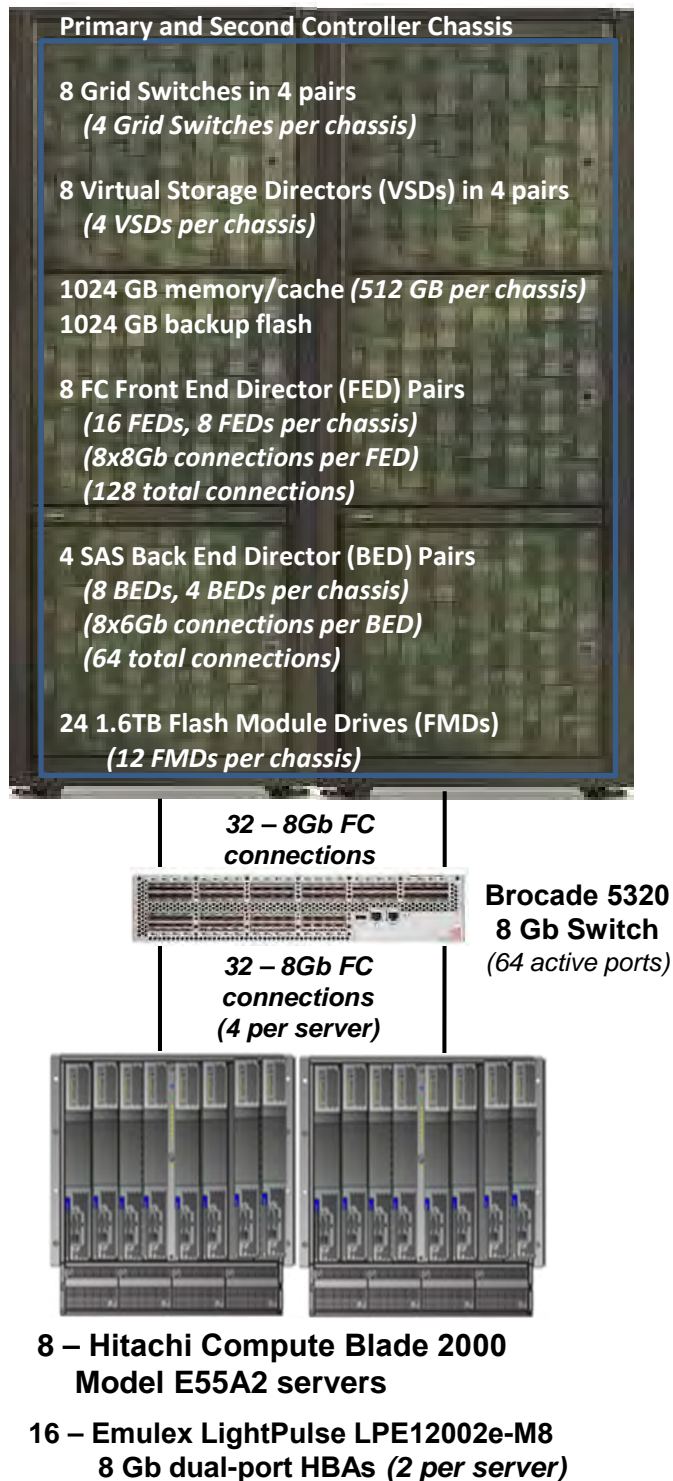 Primary and Second Controller Chassis
8 Grid Switches in 4 pairs
(4 Grid Switches per chassis)
8 Virtual Storage Directors (VSDs) in 4 pairs
(4 VSDs per chassis)
1024 GB memory/cache (512 GB per chassis)
1024 GB backup flash
8 FC Front End Director (FED) Pairs
(16 FEDs, 8 FEDs per chassis)
(8x8Gb connections per FED)
(128 total connections)
4 SAS Back End Director (BED) Pairs
(8 BEDs, 4 BEDs per chassis)
(8x6Gb connections per BED)
(64 total connections)
24 1.6TB Flash Module Drives (FMDs)
(12 FMDs per chassis)
32 – 8Gb FC
connections
Brocade 5320
8 Gb Switch
(64 active ports)
32 – 8Gb FC
connections
(4 per server)
8 – Hitachi Compute Blade 2000
Model E55A2 servers
16 – Emulex LightPulse LPE12002e-M8
8 Gb dual-port HBAs (2 per server)